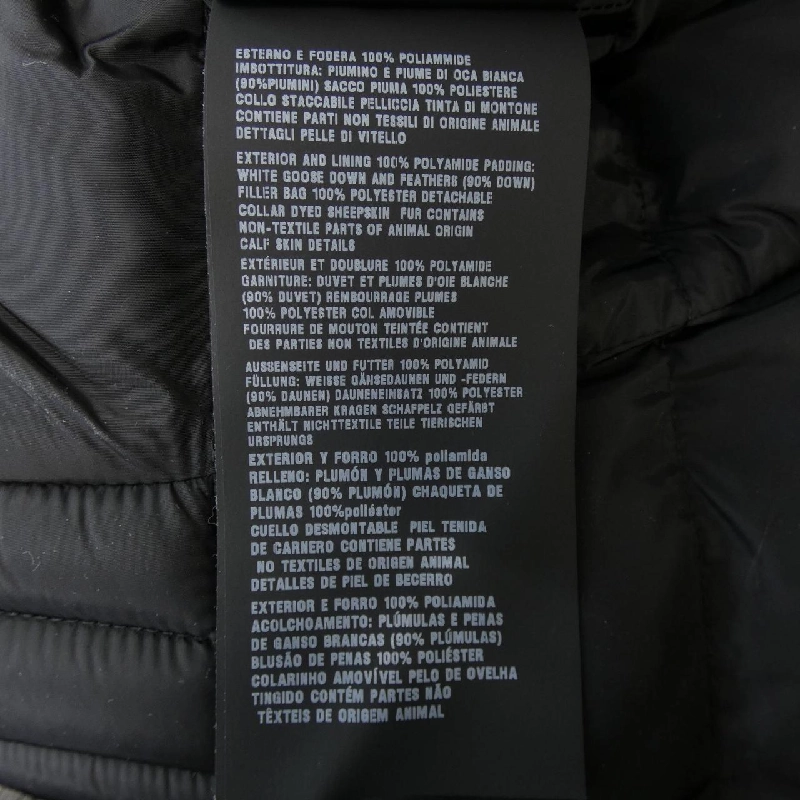 ESTERNO E FODERA 100% POLIAMMIDE
IMBOTTITURA: PIUMINO E PIUME DI OCA BIANCA
(90%PIUMINI) SACCO PIUMA 100% POLIESTERE
COLLO STACCABILE PELLICCIA TINTA DI MONTONE
CONTIENE PARTI NON TESSILI DI ORIGINE ANIMALE
DETTAGLI PELLE DI VITELLO
EXTERIOR AND LINING 100% POLYAMIDE PADDING:
WHITE GOOSE DOWN AND FEATHERS (90% DOWN)
FILLER BAG 100% POLYESTER DETACHABLE
COLLAR DYED SHEEPSKIN FUR CONTAINS
NON-TEXTILE PARTS OF ANIMAL ORIGIN
CALF SKIN DETAILS
EXTÉRIEUR ET DOUBLURE 100% POLYAMIDE
GARNITURE: DUVET ET PLUMES D'OIE BLANCHE
(90% DUVET) REMBOURRAGE PLUMES
100% POLYESTER COL AMOVIBLE
FOURRURE DE MOUTON TEINTÉE CONTIENT
DES PARTIES NON TEXTILES D'ORIGINE ANIMALE
AUSSENSEITE UND FUTTER 100% POLYAMID
FÜLLUNG: WEISSE GÄNSEDAUNEN UND -FEDERN
(90% DAUNEN) DAUNENEINSATZ 100% POLYESTER
ABNEHMBARER KRAGEN SCHAFPELZ GEFÄRBT
ENTHÄLT NICHTTEXTILE TEILE TIERISCHEN
URSPRUNGS
EXTERIOR Y FORRO 100% poliamida
RELLENO: PLUMÓN Y PLUMAS DE GANSO
BLANCO (90% PLUMÓN) CHAQUETA DE
PLUMAS 100%poliéster
CUELLO DESMONTABLE PIEL TENIDA
DE CARNERO CONTIENE PARTES
NO TEXTILES DE ORIGEN ANIMAL
DETALLES DE PIEL DE BECERRO
EXTERIOR E FORRO 100% POLIAMIDA
ACOLCHOAMENTO: PLÚMULAS E PENAS
DE GANSO BRANCAS (90% PLÚMULAS)
BLUSÃO DE PENAS 100% POLIÉSTER
COLARINHO AMOVÍVEL PELO DE OVELHA
TINGIDO CONTÉM PARTES NÃO
TÊXTEIS DE ORIGEM ANIMAL